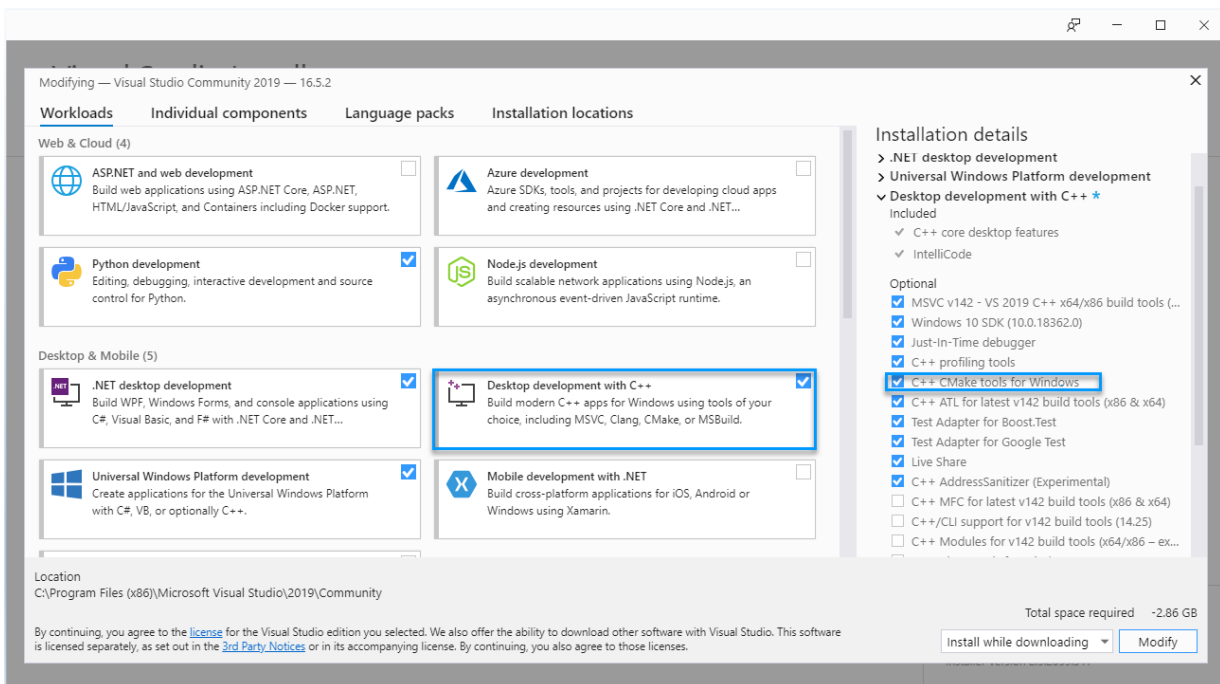 Modifying — Visual Studio Community 2019 — 16.5.2
Workloads
Individual components
Language packs
Installation locations
Web & Cloud (4)
ASP.NET and web development
Build web applications using ASP.NET Core, ASP.NET,
HTML/JavaScript, and Containers including Docker support.
Azure development
Azure SDKs, tools, and projects for developing cloud apps
and creating resources using .NET Core and .NET...
Python development
Editing, debugging, interactive development and source
control for Python.
JS
Node.js development
Build scalable network applications using Node.js, an
asynchronous event-driven JavaScript runtime.
Desktop & Mobile (5)
.NET
.NET desktop development
Build WPF, Windows Forms, and console applications using
C#, Visual Basic, and F# with .NET Core and .NET...
Desktop development with C++
Build modern C++ apps for Windows using tools of your
choice, including MSVC, Clang, CMake, or MSBuild.
Universal Windows Platform development
Create applications for the Universal Windows Platform
with C#, VB, or optionally C++.
Mobile development with .NET
Build cross-platform applications for iOS, Android or
Windows using Xamarin.
Installation details
.NET desktop development
Universal Windows Platform development
Desktop development with C++ *
Included
C++ core desktop features
IntelliCode
Optional
MSVC v142 - VS 2019 C++ x64/x86 build tools (...
Windows 10 SDK (10.0.18362.0)
Just-In-Time debugger
C++ profiling tools
C++ CMake tools for Windows
C++ ATL for latest v142 build tools (x86 & x64)
Test Adapter for Boost.Test
Test Adapter for Google Test
Live Share
C++ AddressSanitizer (Experimental)
C++ MFC for latest v142 build tools (x86 & x64)
C++/CLI support for v142 build tools (14.25)
C++ Modules for v142 build tools (x64/x86 – ex...
Location
C:\Program Files (x86)\Microsoft Visual Studio\2019\Community
Total space required -2.86 GB
By continuing, you agree to the license for the Visual Studio edition you selected. We also offer the ability to download other software with Visual Studio. This software
is licensed separately, as set out in the 3rd Party Notices or in its accompanying license. By continuing, you also agree to those licenses.
Install while downloading
Modify